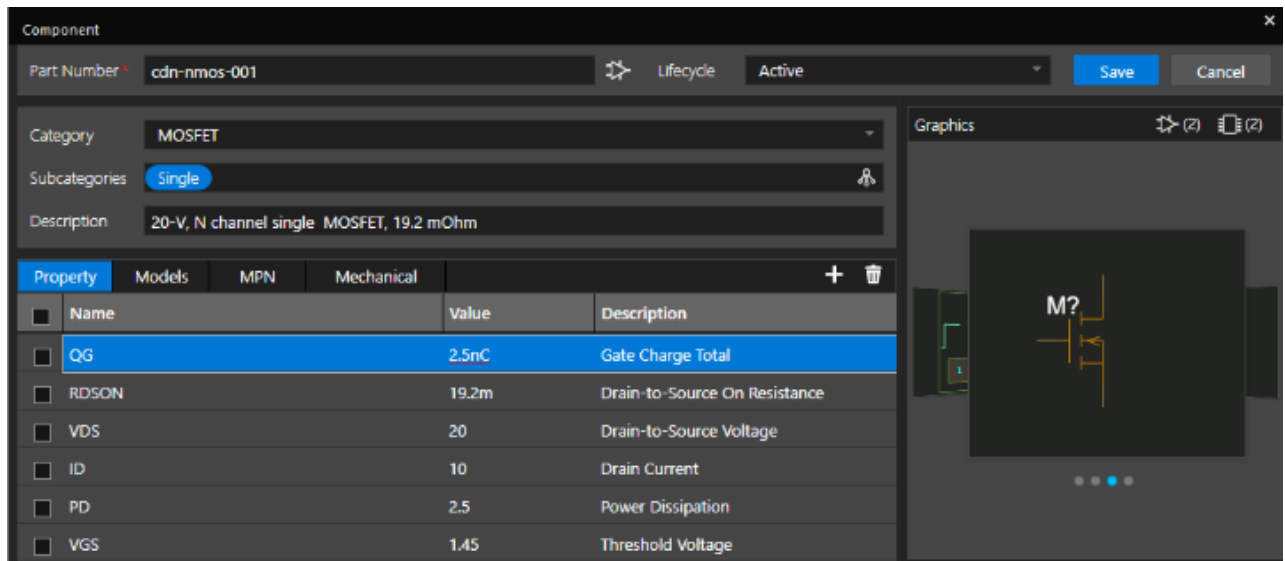 Component
Part Number * cdn-nmos-001 Lifecycle Active Save Cancel
Category MOSFET
Subcategories Single
Description 20-V, N channel single MOSFET, 19.2 mOhm
Graphics (2) (2)
Property Models MPN Mechanical
Name Value Description
QG 2.5nC Gate Charge Total
RDSON 19.2m Drain-to-Source On Resistance
VDS 20 Drain-to-Source Voltage
ID 10 Drain Current
PD 2.5 Power Dissipation
VGS 1.45 Threshold Voltage
M?
1